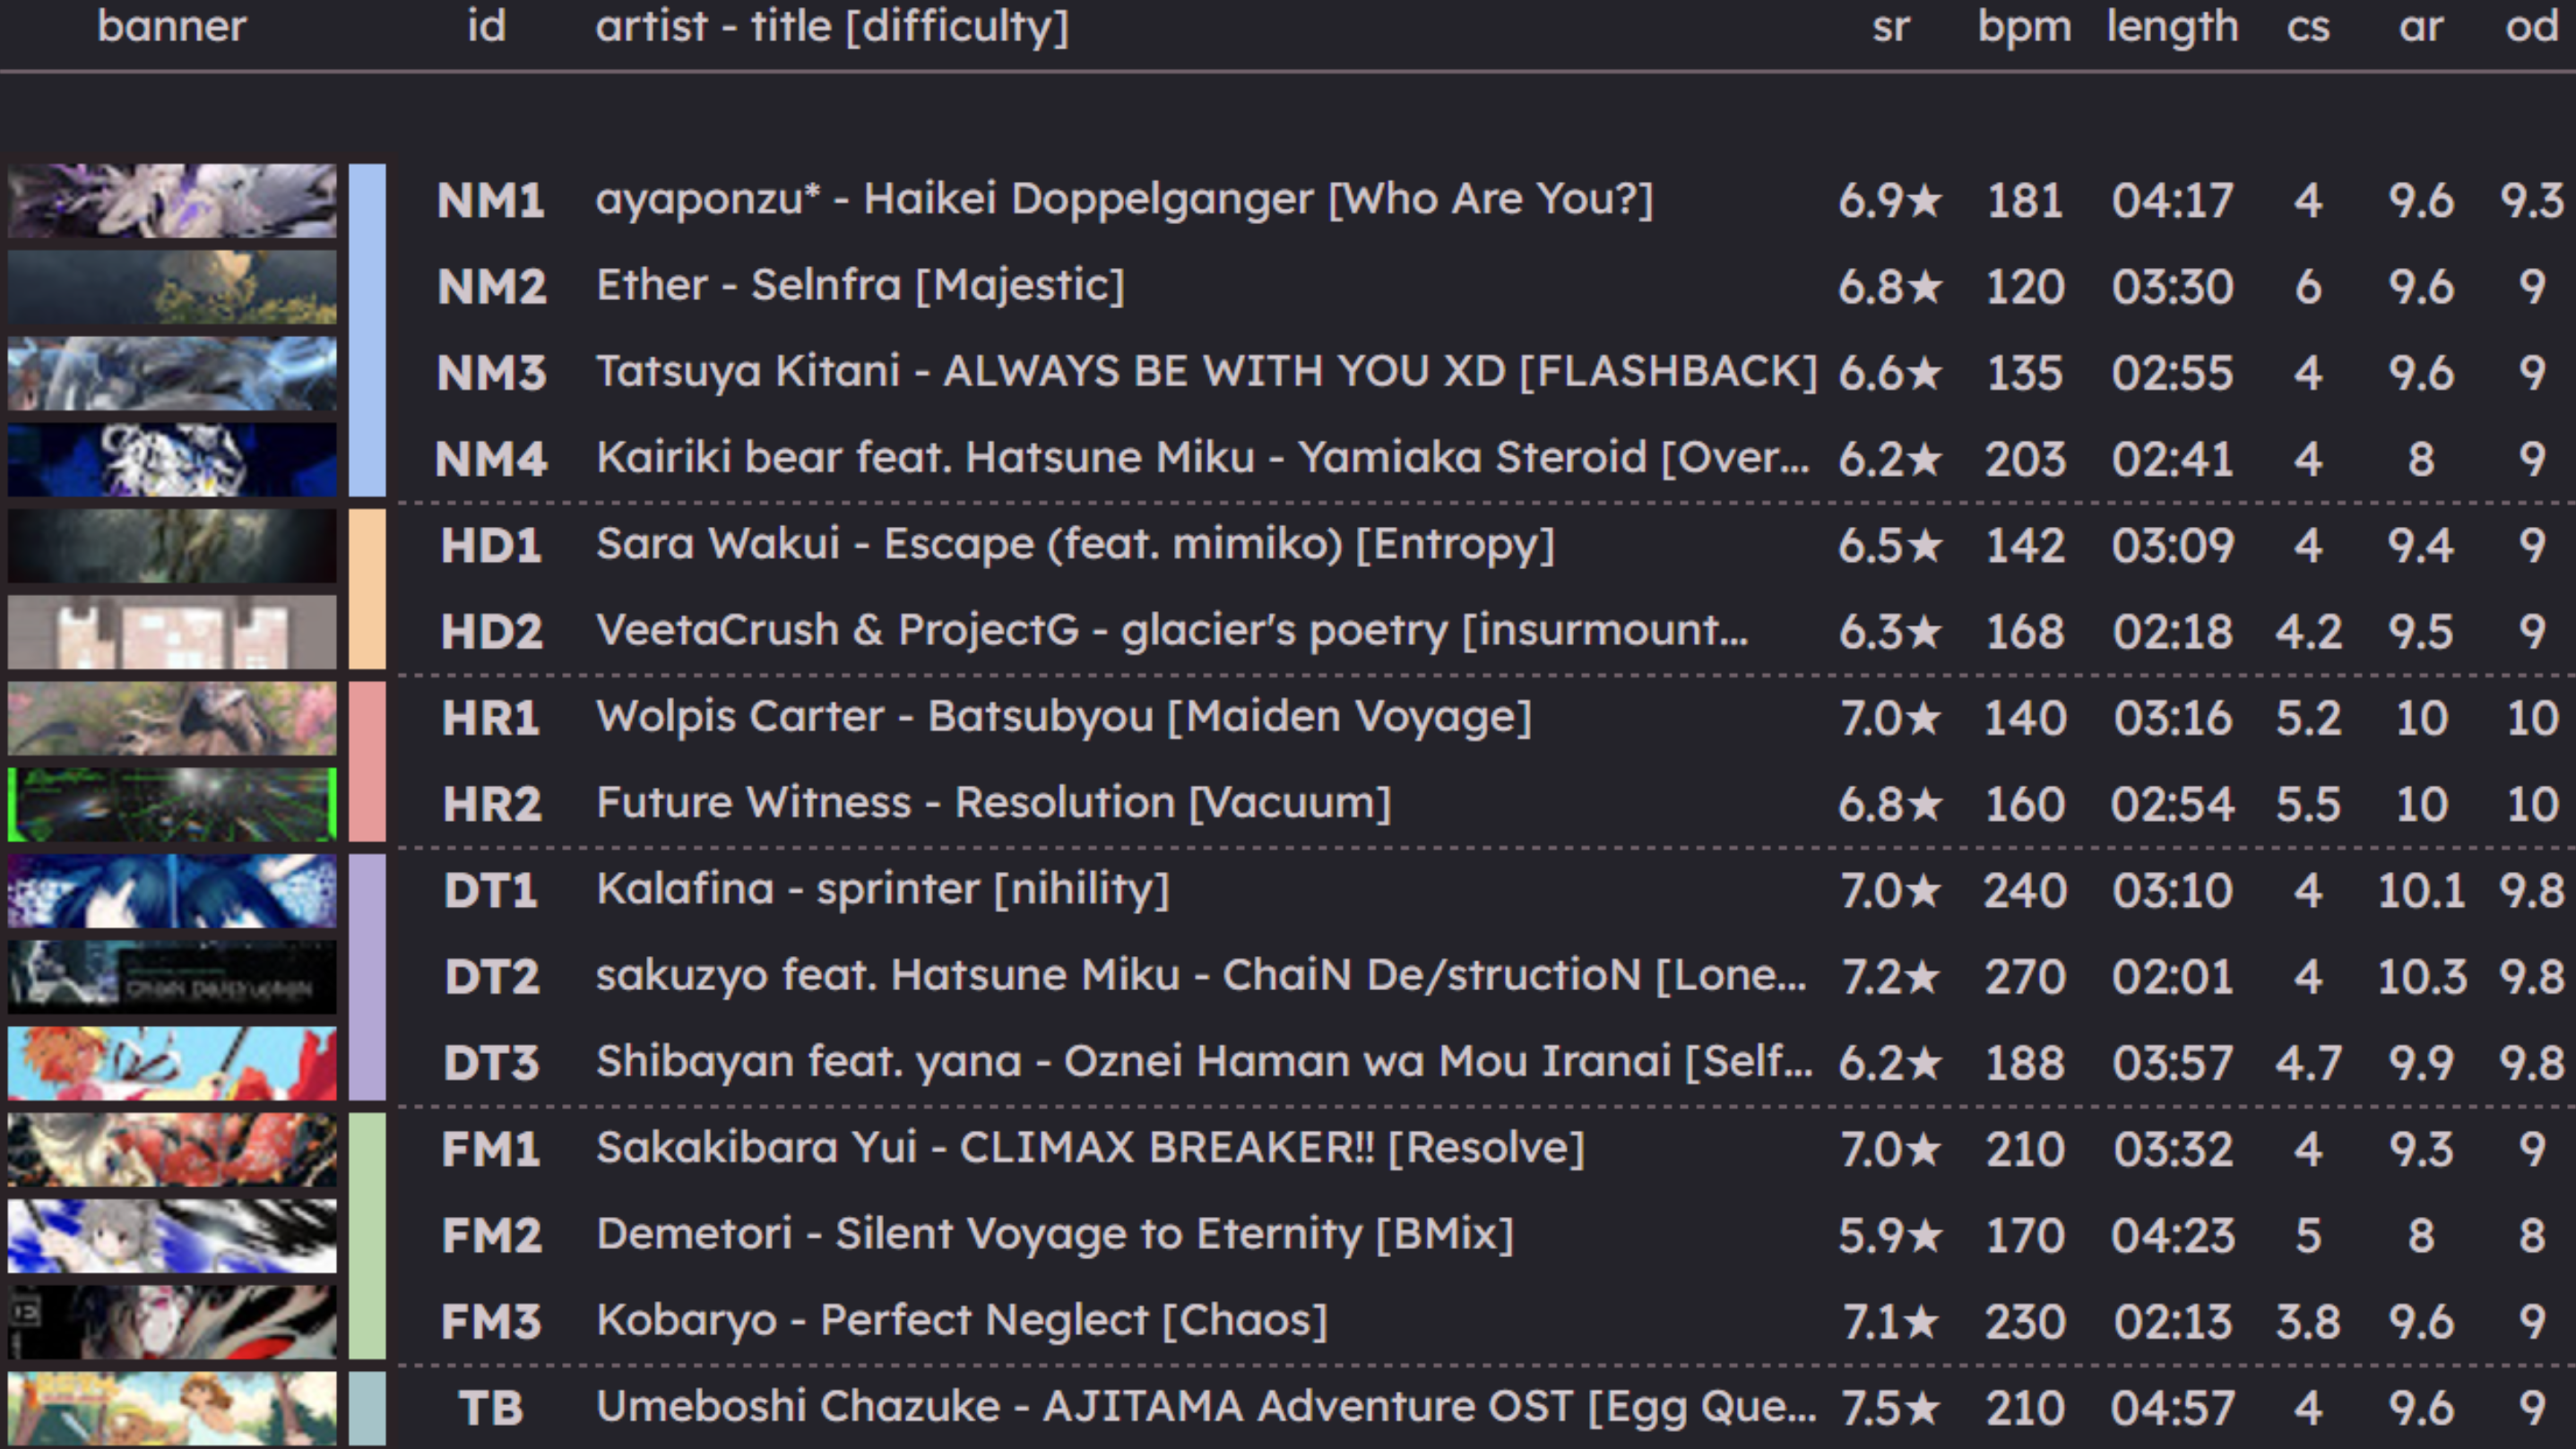 banner id artist - title [difficulty] sr bpm length cs ar od
NM1 ayaponzu* - Haikei Doppelganger [Who Are You?] 6.9★ 181 04:17 4 9.6 9.3
NM2 Ether - Selnfra [Majestic] 6.8★ 120 03:30 6 9.6 9
NM3 Tatsuya Kitani - ALWAYS BE WITH YOU XD [FLASHBACK] 6.6★ 135 02:55 4 9.6 9
NM4 Kairiki bear feat. Hatsune Miku - Yamiaka Steroid [Over... 6.2★ 203 02:41 4 8 9
HD1 Sara Wakui - Escape (feat. mimiko) [Entropy] 6.5★ 142 03:09 4 9.4 9
HD2 VeetaCrush & ProjectG - glacier's poetry [insurmount... 6.3★ 168 02:18 4.2 9.5 9
HR1 Wolpis Carter - Batsubyou [Maiden Voyage] 7.0★ 140 03:16 5.2 10 10
HR2 Future Witness - Resolution [Vacuum] 6.8★ 160 02:54 5.5 10 10
DT1 Kalafina - sprinter [nihility] 7.0★ 240 03:10 4 10.1 9.8
DT2 sakuzyo feat. Hatsune Miku - ChaiN De/structioN [Lone... 7.2★ 270 02:01 4 10.3 9.8
DT3 Shibayan feat. yana - Oznei Haman wa Mou Iranai [Self... 6.2★ 188 03:57 4.7 9.9 9.8
FM1 Sakakibara Yui - CLIMAX BREAKER!! [Resolve] 7.0★ 210 03:32 4 9.3 9
FM2 Demetori - Silent Voyage to Eternity [BMix] 5.9★ 170 04:23 5 8 8
FM3 Kobaryo - Perfect Neglect [Chaos] 7.1★ 230 02:13 3.8 9.6 9
TB Umeboshi Chazuke - AJITAMA Adventure OST [Egg Que... 7.5★ 210 04:57 4 9.6 9